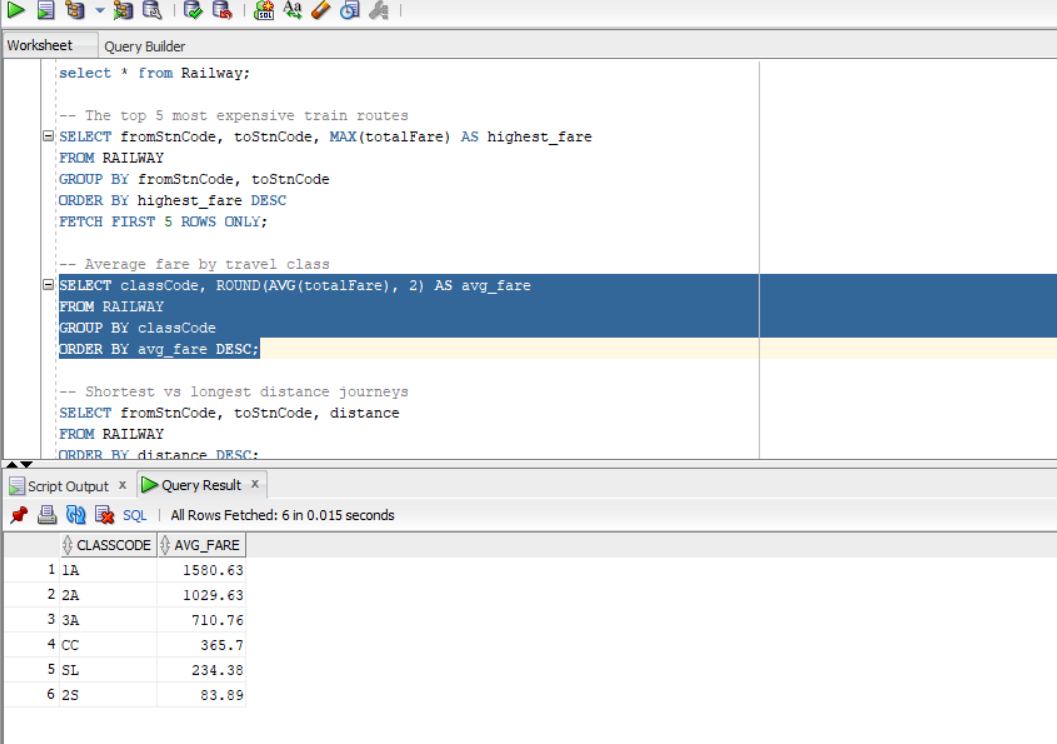 Worksheet Query Builder
select * from Railway;
-- The top 5 most expensive train routes
SELECT fromStnCode, toStnCode, MAX(totalFare) AS highest_fare
FROM RAILWAY
GROUP BY fromStnCode, toStnCode
ORDER BY highest_fare DESC
FETCH FIRST 5 ROWS ONLY;
-- Average fare by travel class
SELECT classCode, ROUND(AVG(totalFare), 2) AS avg_fare
FROM RAILWAY
GROUP BY classCode
ORDER BY avg_fare DESC;
-- Shortest vs longest distance journeys
SELECT fromStnCode, toStnCode, distance
FROM RAILWAY
ORDER BY distance DESC;
Script Output x Query Result x
SQL | All Rows Fetched: 6 in 0.015 seconds
CLASSCODE AVG_FARE
1 1A 1580.63
2 2A 1029.63
3 3A 710.76
4 CC 365.7
5 SL 234.38
6 2S 83.89